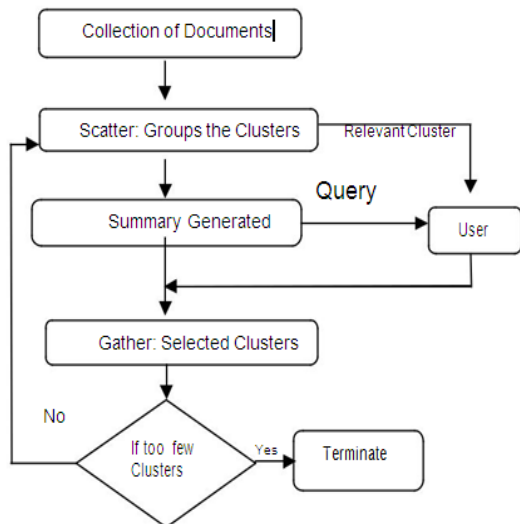 Collection of Documents
Scatter: Groups the Clusters
Relevant Cluster
Query
Summary Generated
User
Gather: Selected Clusters
No
If too few
Clusters
Yes
Terminate